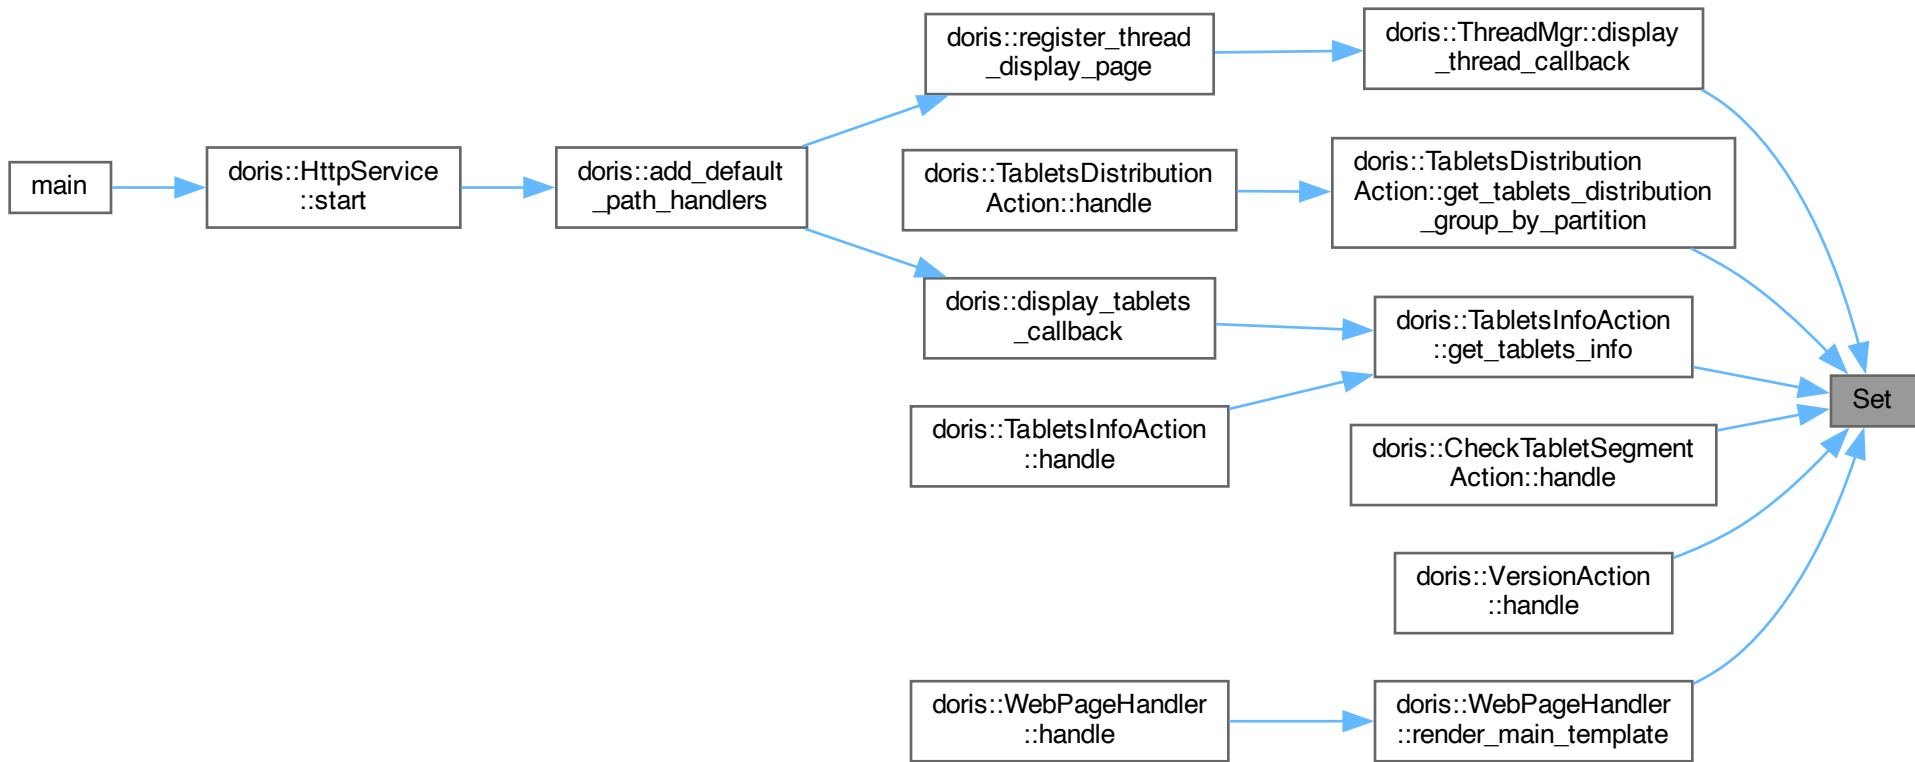 main
doris::HttpService
::start
doris::add_default
_path_handlers
doris::register_thread
_display_page
doris::ThreadMgr::display
_thread_callback
doris::TabletsDistribution
Action::handle
doris::TabletsDistribution
Action::get_tablets_distribution
_group_by_partition
doris::display_tablets
_callback
doris::TabletsInfoAction
::get_tablets_info
doris::TabletsInfoAction
::handle
doris::CheckTabletSegment
Action::handle
doris::VersionAction
::handle
doris::WebPageHandler
::handle
doris::WebPageHandler
::render_main_template
Set